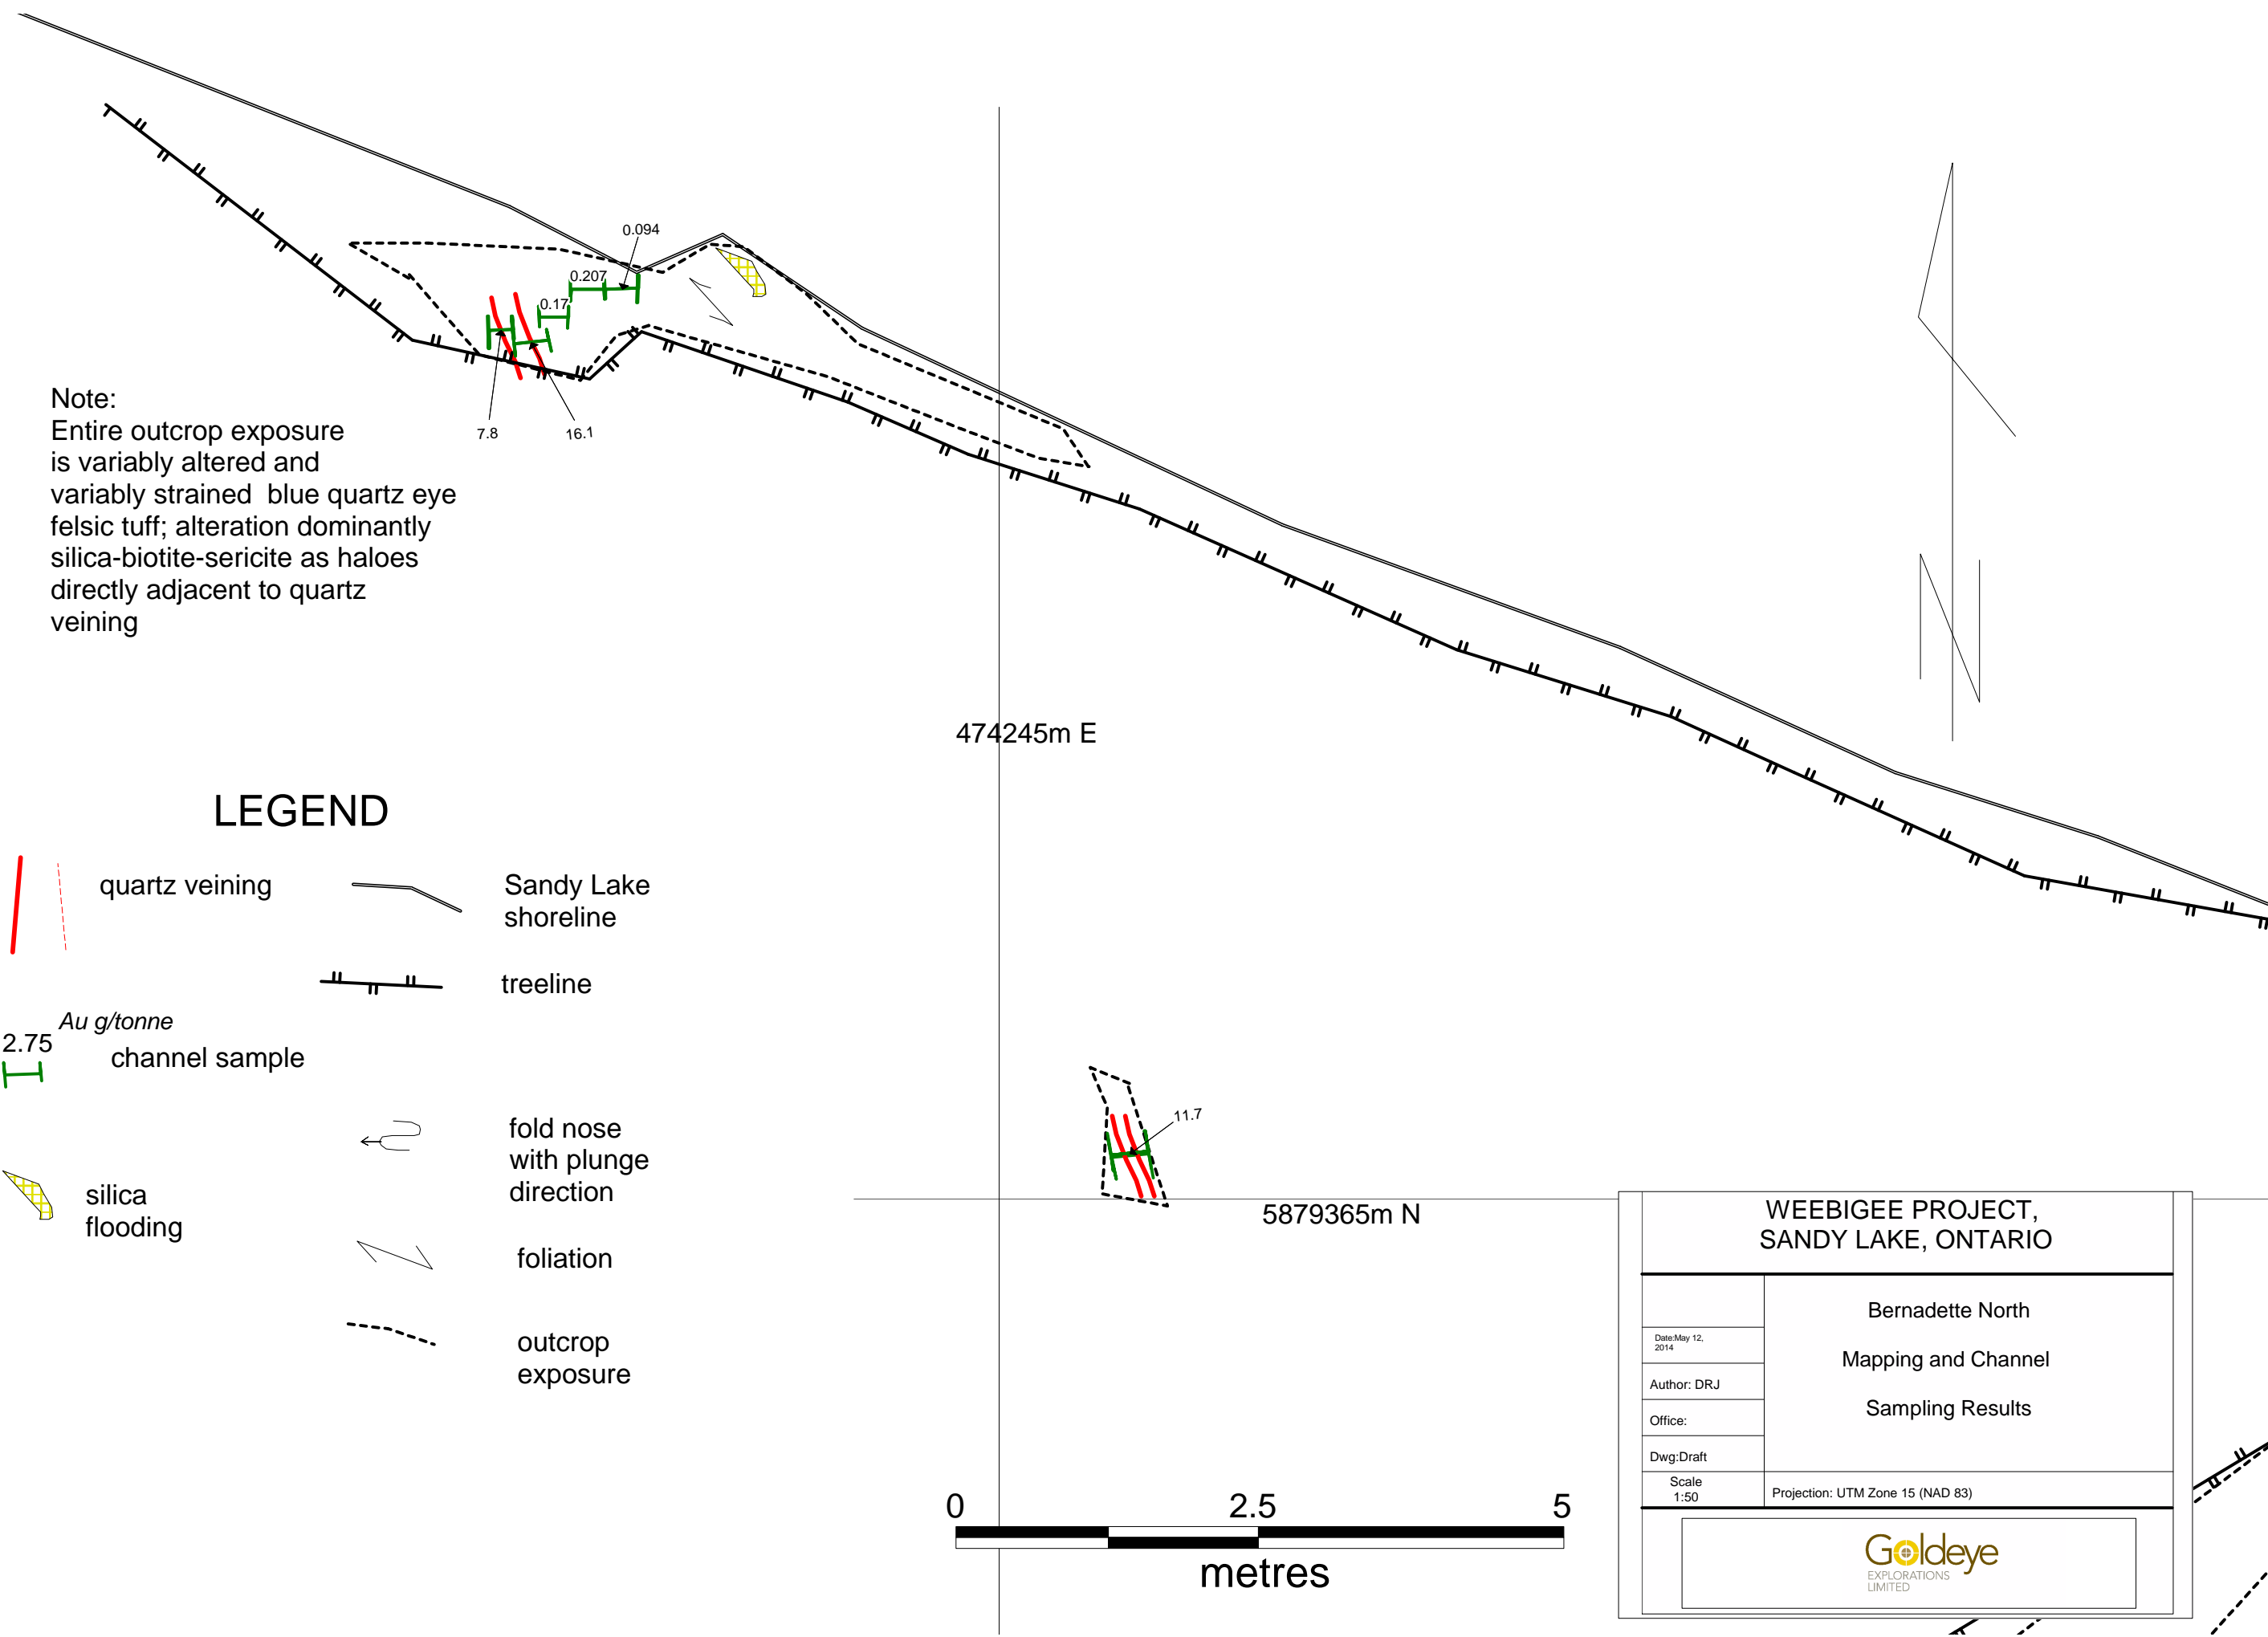 0.094
0.207
0.17
7.8
16.1
Note:
Entire outcrop exposure
is variably altered and
variably strained blue quartz eye
felsic tuff; alteration dominantly
silica-biotite-sericite as haloes
directly adjacent to quartz
veining
N
474245m E
LEGEND
quartz veining
Sandy Lake
shoreline
treeline
Au g/tonne
2.75
channel sample
fold nose
with plunge
direction
silica
flooding
foliation
outcrop
exposure
11.7
5879365m N
0 2.5 5
metres
WEEBIGEE PROJECT,
SANDY LAKE, ONTARIO
Bernadette North
Mapping and Channel
Sampling Results
Date:May 12,
2014
Author: DRJ
Office:
Dwg:Draft
Scale
1:50
Projection: UTM Zone 15 (NAD 83)
Goldeye
EXPLORATIONS
LIMITED